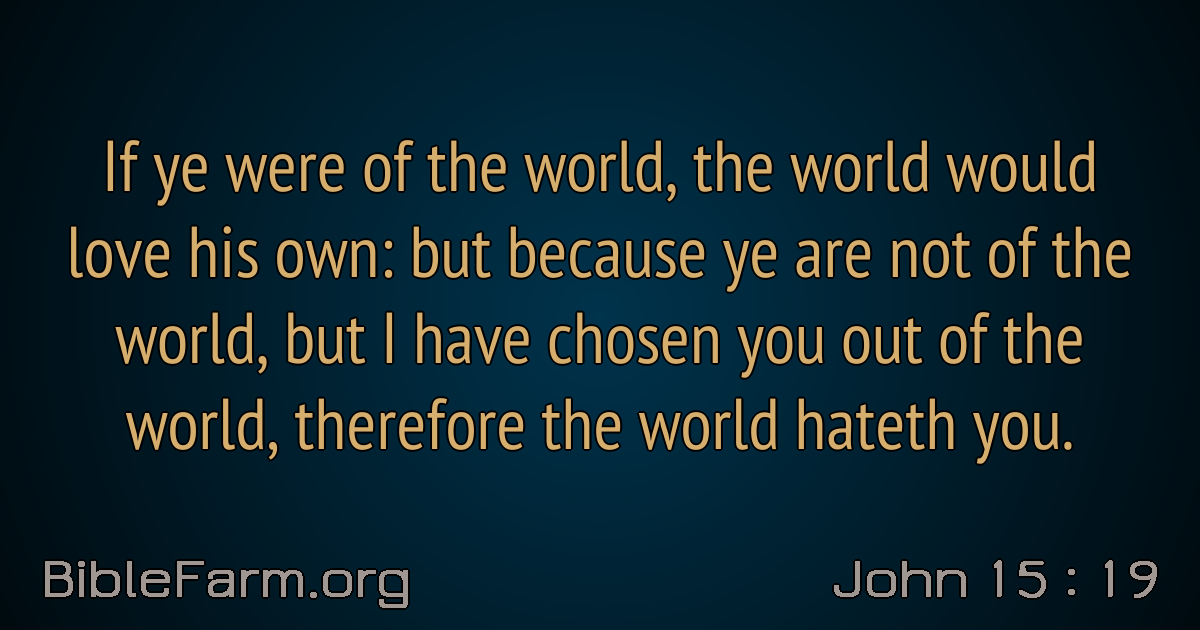 If ye were of the world, the world would
love his own: but because ye are not of the
world, but I have chosen you out of the
world, therefore the world hateth you.
BibleFarm.org
John 15 : 19